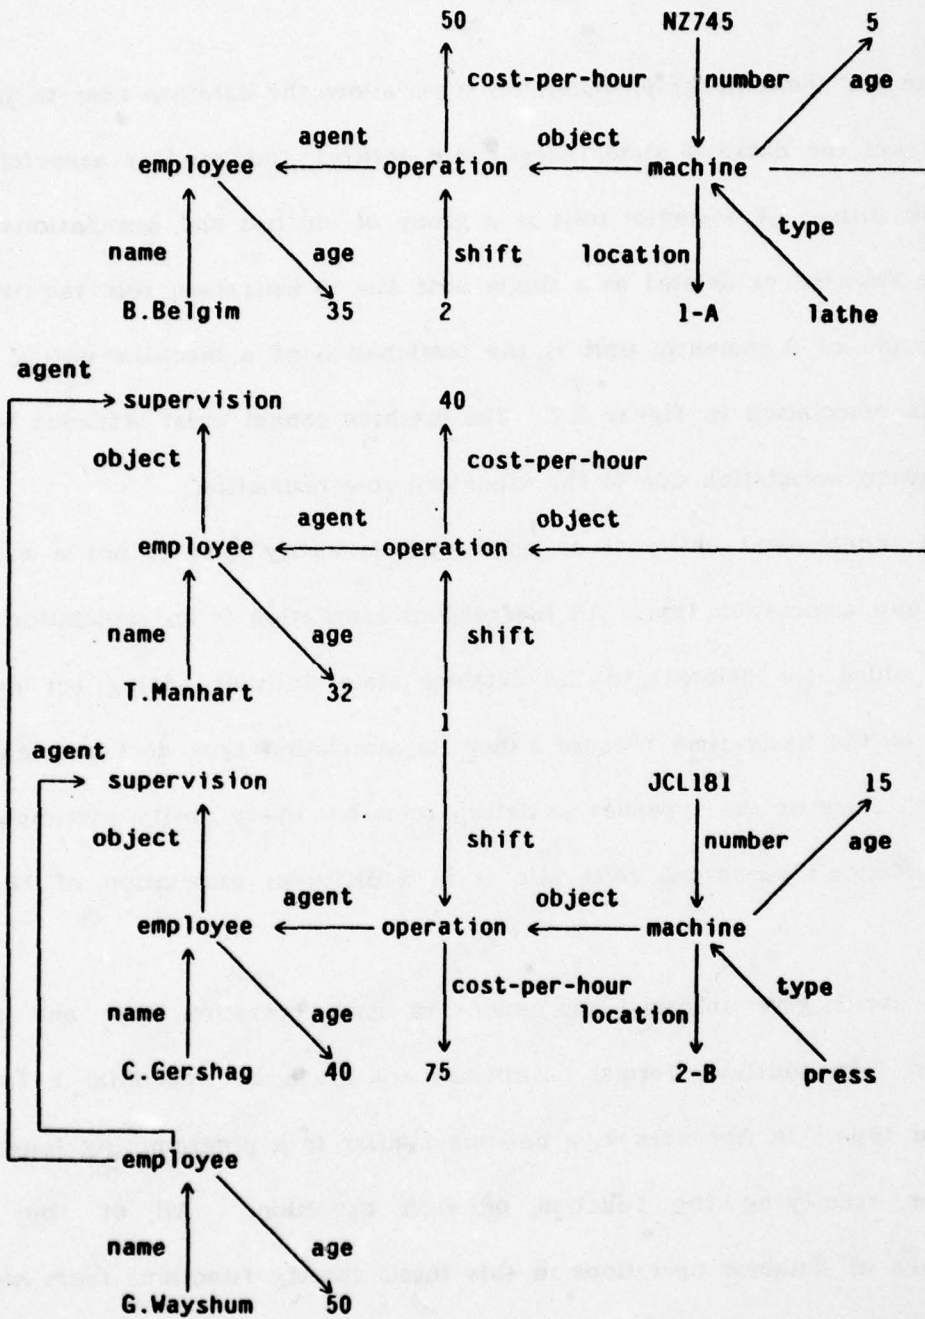 50 NZ745 5
cost-per-hour number age
agent object
employee operation machine
name age shift location type
B.Belgim 35 2 1-A lathe
agent
supervision 40
object cost-per-hour
agent object
employee operation
name age shift
T.Manhart 32
1
agent
supervision JCL181 15
object shift number age
agent object
employee operation machine
cost-per-hour type
name age location
C.Gershag 40 75 2-B press
employee
name age
G.Wayshum 50